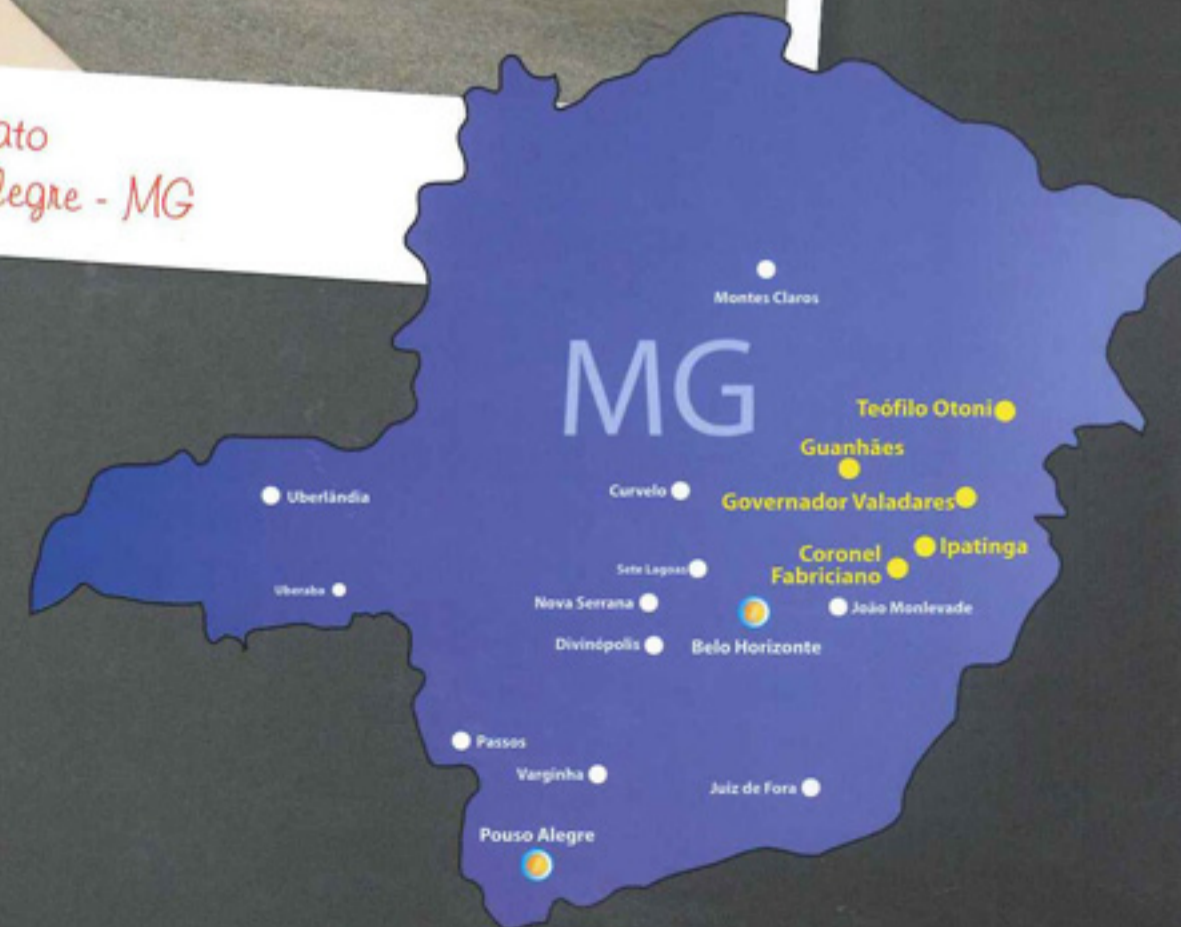 legre - MG
Montes Claros
MG
Teófilo Otoni
Guanhães
Governador Valadares
Uberlândia
Curvelo
Ipatinga
Coronel
Fabriciano
Sete Lagoas
Uberaba
Nova Serrana
João Monlevade
Divinópolis
Belo Horizonte
Passos
Varginha
Juiz de Fora
Pouso Alegre